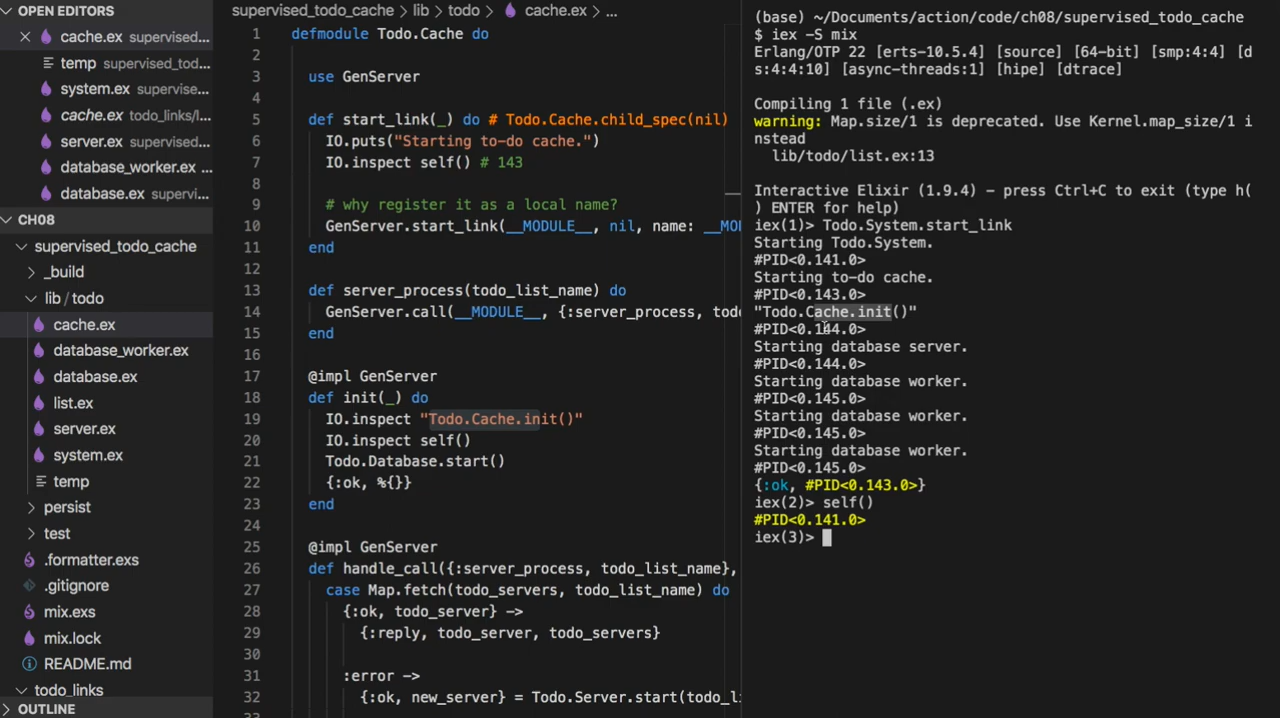 OPEN EDITORS
cache.ex supervised...
temp supervised_tod...
system.ex supervise...
cache.ex todo_links/l...
server.ex supervised...
database_worker.ex ...
database.ex supervi...
CH08
supervised_todo_cache
_build
lib / todo
cache.ex
database_worker.ex
database.ex
list.ex
server.ex
system.ex
temp
persist
test
.formatter.exs
.gitignore
mix.exs
mix.lock
README.md
todo_links
OUTLINE
supervised_todo_cache > lib > todo > cache.ex > ...
1 defmodule Todo.Cache do
2
3 use GenServer
4
5 def start_link(_) do # Todo.Cache.child_spec(nil)
6 IO.puts("Starting to-do cache.")
7 IO.inspect self() # 143
8
9 # why register it as a local name?
10 GenServer.start_link(__MODULE__, nil, name: __MO
11 end
12
13 def server_process(todo_list_name) do
14 GenServer.call(__MODULE__, {:server_process, todo
15 end
16
17 @impl GenServer
18 def init(_) do
19 IO.inspect "Todo.Cache.init()"
20 IO.inspect self()
21 Todo.Database.start()
22 {:ok, %{}}
23 end
24
25 @impl GenServer
26 def handle_call({:server_process, todo_list_name},
27 case Map.fetch(todo_servers, todo_list_name) do
28 {:ok, todo_server} ->
29 {:reply, todo_server, todo_servers}
30
31 :error ->
32 {:ok, new_server} = Todo.Server.start(todo_li
(base) ~/Documents/action/code/ch08/supervised_todo_cache
$ iex -S mix
Erlang/OTP 22 [erts-10.5.4] [source] [64-bit] [smp:4:4] [d
s:4:4:10] [async-threads:1] [hipe] [dtrace]
Compiling 1 file (.ex)
warning: Map.size/1 is deprecated. Use Kernel.map_size/1 i
nstead
lib/todo/list.ex:13
Interactive Elixir (1.9.4) - press Ctrl+C to exit (type h(
) ENTER for help)
iex(1)> Todo.System.start_link
Starting Todo.System.
#PID<0.141.0>
Starting to-do cache.
#PID<0.143.0>
"Todo.Cache.init()"
#PID<0.144.0>
Starting database server.
#PID<0.144.0>
Starting database worker.
#PID<0.145.0>
Starting database worker.
#PID<0.145.0>
Starting database worker.
#PID<0.145.0>
{:ok, #PID<0.143.0>}
iex(2)> self()
#PID<0.141.0>
iex(3)>